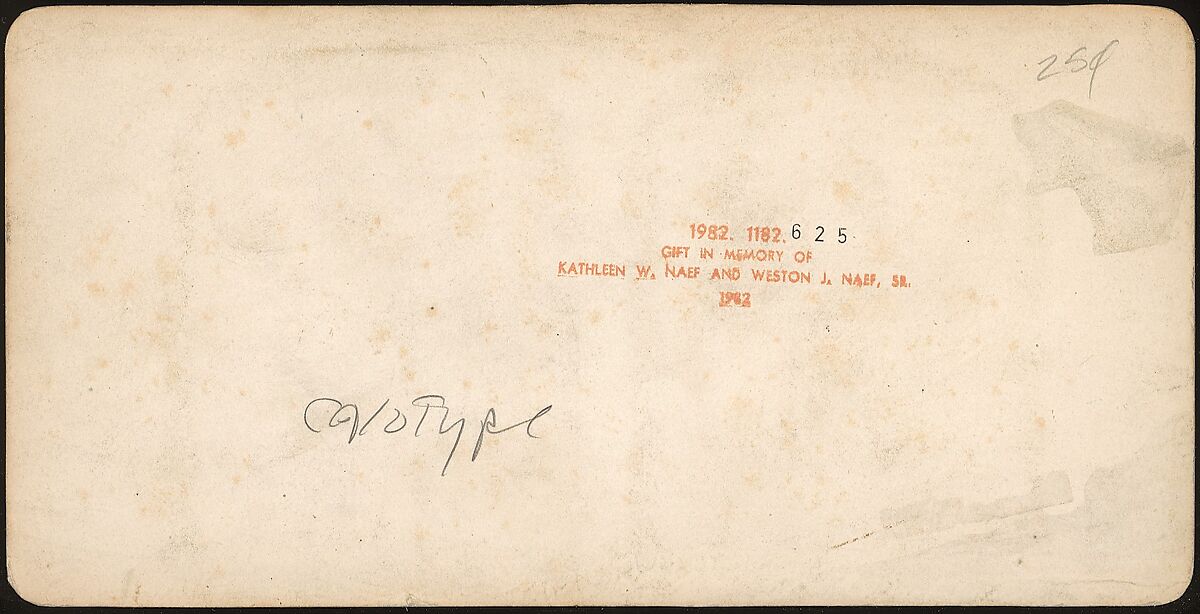 25¢
1982. 1182.625
GIFT IN MEMORY OF
KATHLEEN W. NAEF AND WESTON J. NAEF, SR.
1982
Calotype